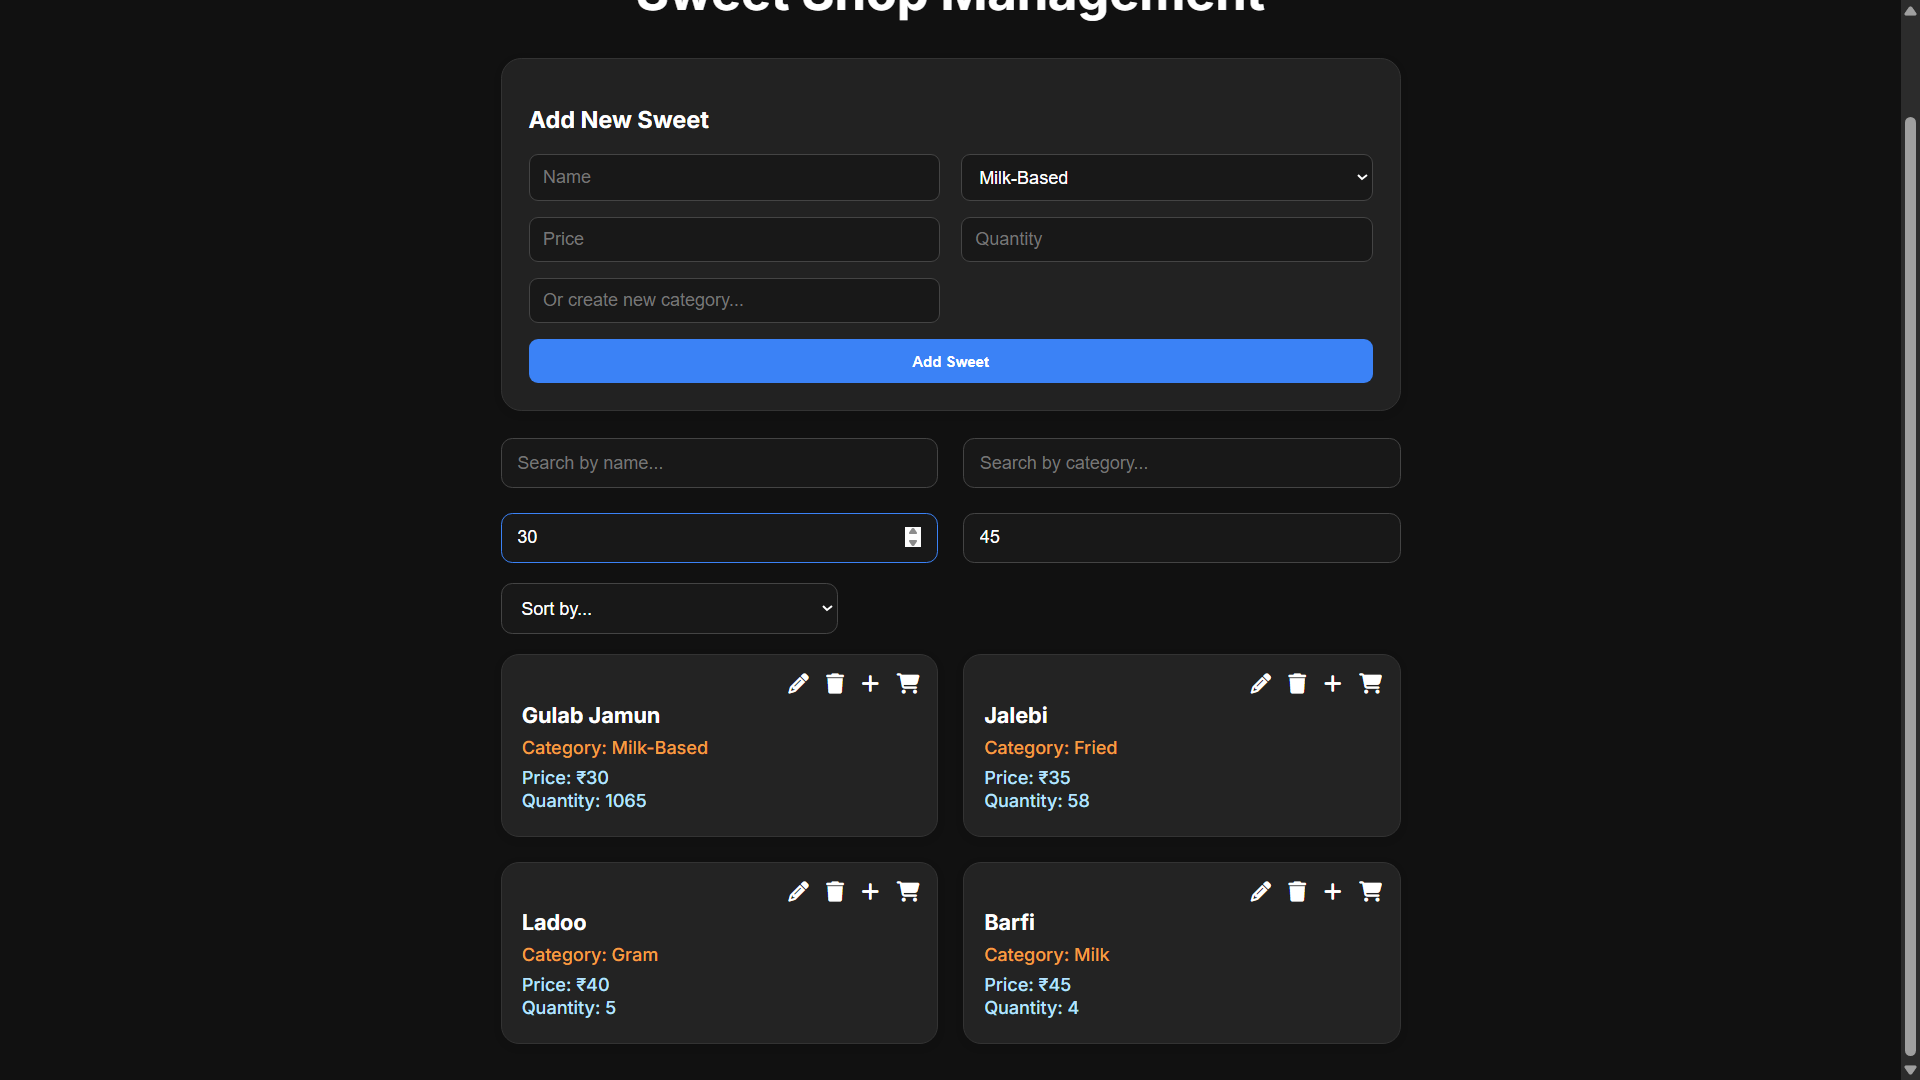 Sweet Shop Management
Add New Sweet
Name
Milk-Based
Price
Quantity
Or create new category...
Add Sweet
Search by name...
Search by category...
30
45
Sort by...
Gulab Jamun
Category: Milk-Based
Price: ₹30
Quantity: 1065
Jalebi
Category: Fried
Price: ₹35
Quantity: 58
Ladoo
Category: Gram
Price: ₹40
Quantity: 5
Barfi
Category: Milk
Price: ₹45
Quantity: 4